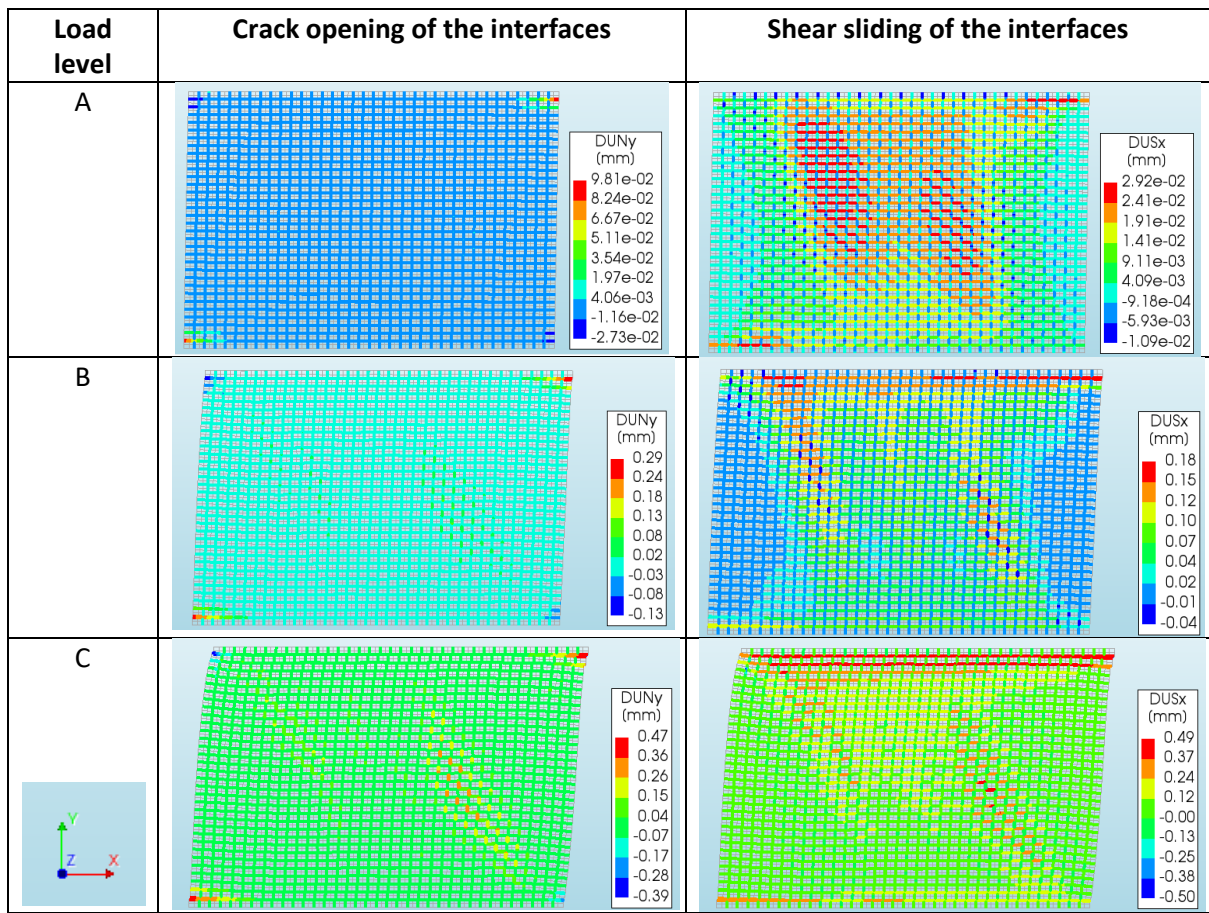 Load level
Crack opening of the interfaces
Shear sliding of the interfaces
A
DUNy
(mm)
9.81e-02
8.24e-02
6.67e-02
5.11e-02
3.54e-02
1.97e-02
4.06e-03
-1.16e-02
-2.73e-02
DUSx
(mm)
2.92e-02
2.41e-02
1.91e-02
1.41e-02
9.11e-03
4.09e-03
-9.18e-04
-5.93e-03
-1.09e-02
B
DUNy
(mm)
0.29
0.24
0.18
0.13
0.08
0.02
-0.03
-0.08
-0.13
DUSx
(mm)
0.18
0.15
0.12
0.10
0.07
0.04
0.02
-0.01
-0.04
C
DUNy
(mm)
0.47
0.36
0.26
0.15
0.04
-0.07
-0.17
-0.28
-0.39
DUSx
(mm)
0.49
0.37
0.24
0.12
-0.00
-0.13
-0.25
-0.38
-0.50
Y
Z
X